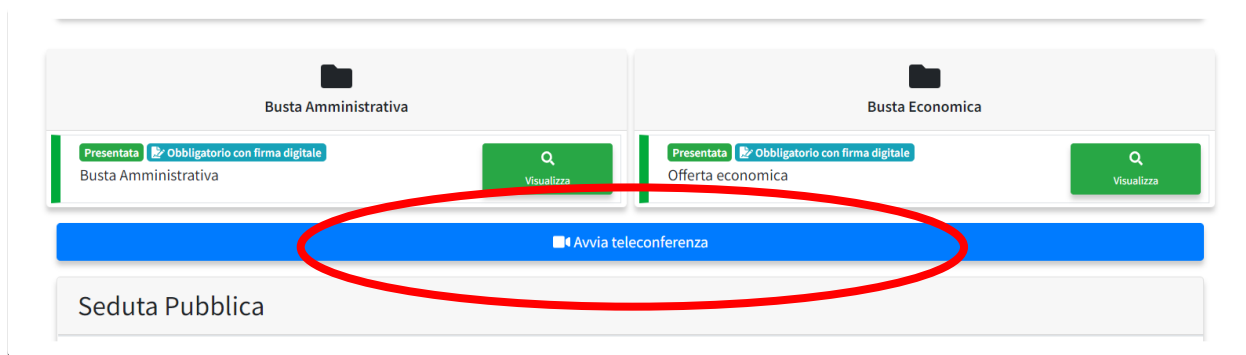 Busta Amministrativa
Presentata Obbligatorio con firma digitale
Busta Amministrativa
Visualizza
Busta Economica
Presentata Obbligatorio con firma digitale
Offerta economica
Visualizza
Avvia teleconferenza
Seduta Pubblica